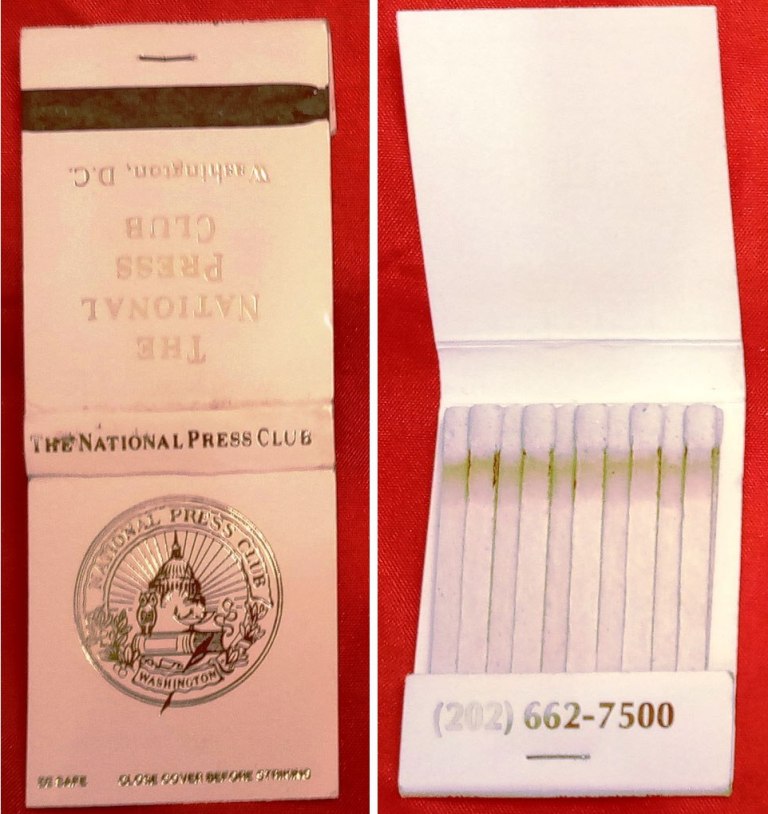 Washington, D.C.
THE
NATIONAL
PRESS
CLUB
THE NATIONAL PRESS CLUB
NATIONAL PRESS CLUB
WASHINGTON
BE SAFE CLOSE COVER BEFORE STRIKING
(202) 662-7500